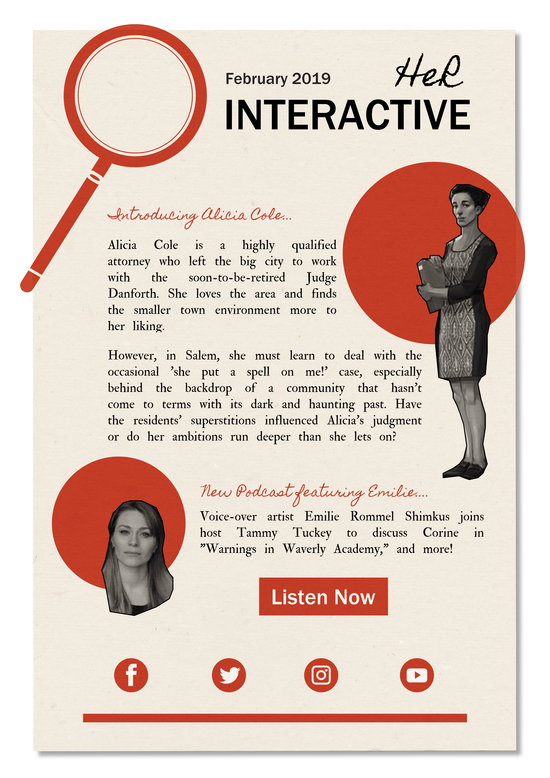 February 2019
HeR
INTERACTIVE
Introducing Alicia Cole...
Alicia Cole is a highly qualified
attorney who left the big city to work
with the soon-to-be-retired Judge
Danforth. She loves the area and finds
the smaller town environment more to
her liking.
However, in Salem, she must learn to deal with the
occasional 'she put a spell on me!' case, especially
behind the backdrop of a community that hasn't
come to terms with its dark and haunting past. Have
the residents' superstitions influenced Alicia's judgment
or do her ambitions run deeper than she lets on?
New Podcast featuring Emilie....
Voice-over artist Emilie Rommel Shimkus joins
host Tammy Tuckey to discuss Corine in
"Warnings in Waverly Academy," and more!
Listen Now